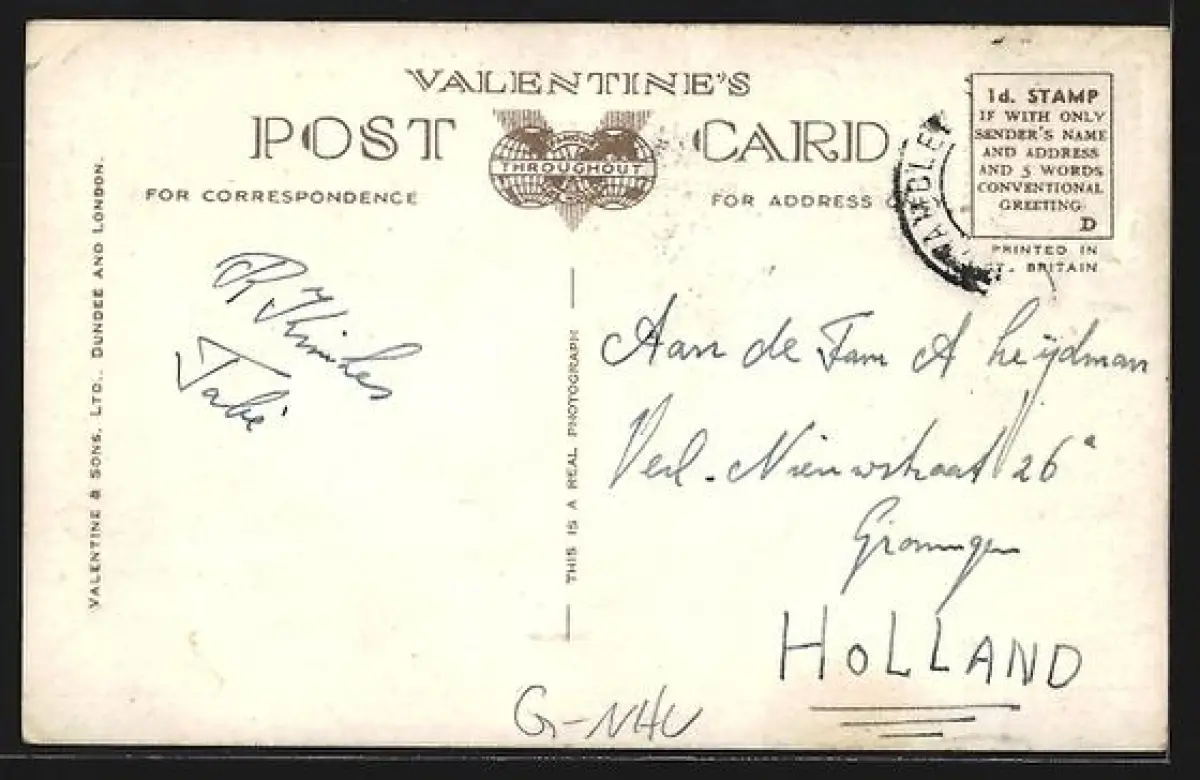 VALENTINE'S
POST CARD
THROUGHOUT
FOR CORRESPONDENCE
FOR ADDRESS
1d. STAMP
IF WITH ONLY
SENDER'S NAME
AND ADDRESS
AND 5 WORDS
CONVENTIONAL
GREETING
D
PRINTED IN
BRITAIN
VALENTINE & SONS, LTD., DUNDEE AND LONDON.
THIS IS A REAL PHOTOGRAPH
Aan de Fam A Heijdman
Verl. Nieuwstraat 26a
Groningen
HOLLAND